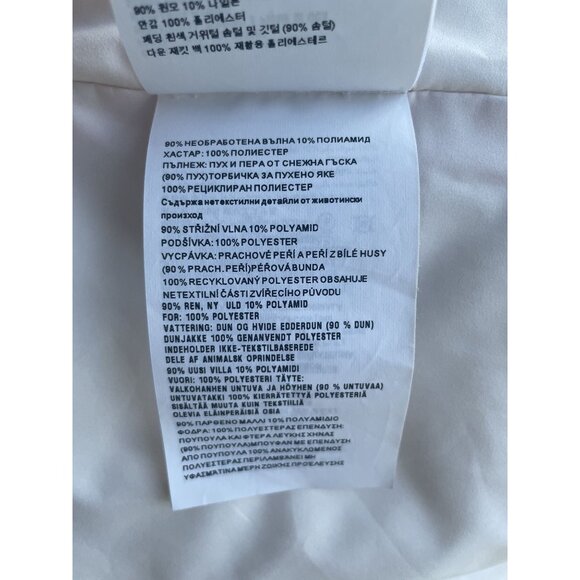 90% 원모 10% 나일론
안감 100% 폴리에스터
패딩 흰색 거위털 솜털 및 깃털 (90% 솜털)
다운 재킷 백 100% 재활용 폴리에스테르
90% НЕОБРАБОТЕНА ВЪЛНА 10% ПОЛИАМИД
ХАСТАР: 100% ПОЛИЕСТЕР
ПЪЛНЕЖ: ПУХ И ПЕРА ОТ СНЕЖНА ГЪСКА
(90% ПУХ)ТОРБИЧКА ЗА ПУХЕНО ЯКЕ
100% РЕЦИКЛИРАН ПОЛИЕСТЕР
Съдържа нетекстилни детайли от животински
произход
90% STŘIŽNÍ VLNA 10% POLYAMID
PODŠÍVKA: 100% POLYESTER
VYCPÁVKA: PRACHOVÉ PEŘÍ A PEŘÍ Z BÍLÉ HUSY
(90% PRACH. PEŘÍ)PÉŘOVÁ BUNDA
100% RECYKLOVANÝ POLYESTER OBSAHUJE
NETEXTILNÍ ČÁSTI ZVÍŘECÍHO PŮVODU
90% REN, NY ULD 10% POLYAMID
FOR: 100% POLYESTER
VATTERING: DUN OG HVIDE EDDERDUN (90 % DUN)
DUNJAKKE 100% GENANVENDT POLYESTER
INDEHOLDER IKKE-TEKSTILBASEREDE
DELE AF ANIMALSK OPRINDELSE
90% UUSI VILLA 10% POLYAMIDI
VUORI: 100% POLYESTERI TÄYTE:
VALKOHANHEN UNTUVA JA HÖYHEN (90 % UNTUVAA)
UNTUVATAKKI 100% KIERRÄTETTYÄ POLYESTERIÄ
SISÄLTÄÄ MUUTA KUIN TEKSTIILIÄ
OLEVIA ELÄINPERÄISIÄ OSIA
90% ΠΑΡΘΕΝΟ ΜΑΛΛΙ 10% ΠΟΛΥΑΜΙΔΙΟ
ΦΟΔΡΑ: 100% ΠΟΛΥΕΣΤΕΡΑΣ ΕΠΕΝΔΥΣΗ:
ΠΟΥΠΟΥΛΑ ΚΑΙ ΦΤΕΡΑ ΛΕΥΚΗΣ ΧΗΝΑΣ
(90% ΠΟΥΠΟΥΛΑ)ΜΠΟΥΦΑΝ ΜΕ ΕΠΕΝΔΥΣΗ
ΑΠΟ ΠΟΥΠΟΥΛΑ 100% ΑΝΑΚΥΚΛΩΜΕΝΟΣ
ΠΟΛΥΕΣΤΕΡΑΣ ΠΕΡΙΛΑΜΒΑΝΕΙ ΜΗ
ΥΦΑΣΜΑΤΙΝΑ ΜΕΡΗ ΖΩΙΚΗΣ ΠΡΟΕΛΕΥΣΗΣ